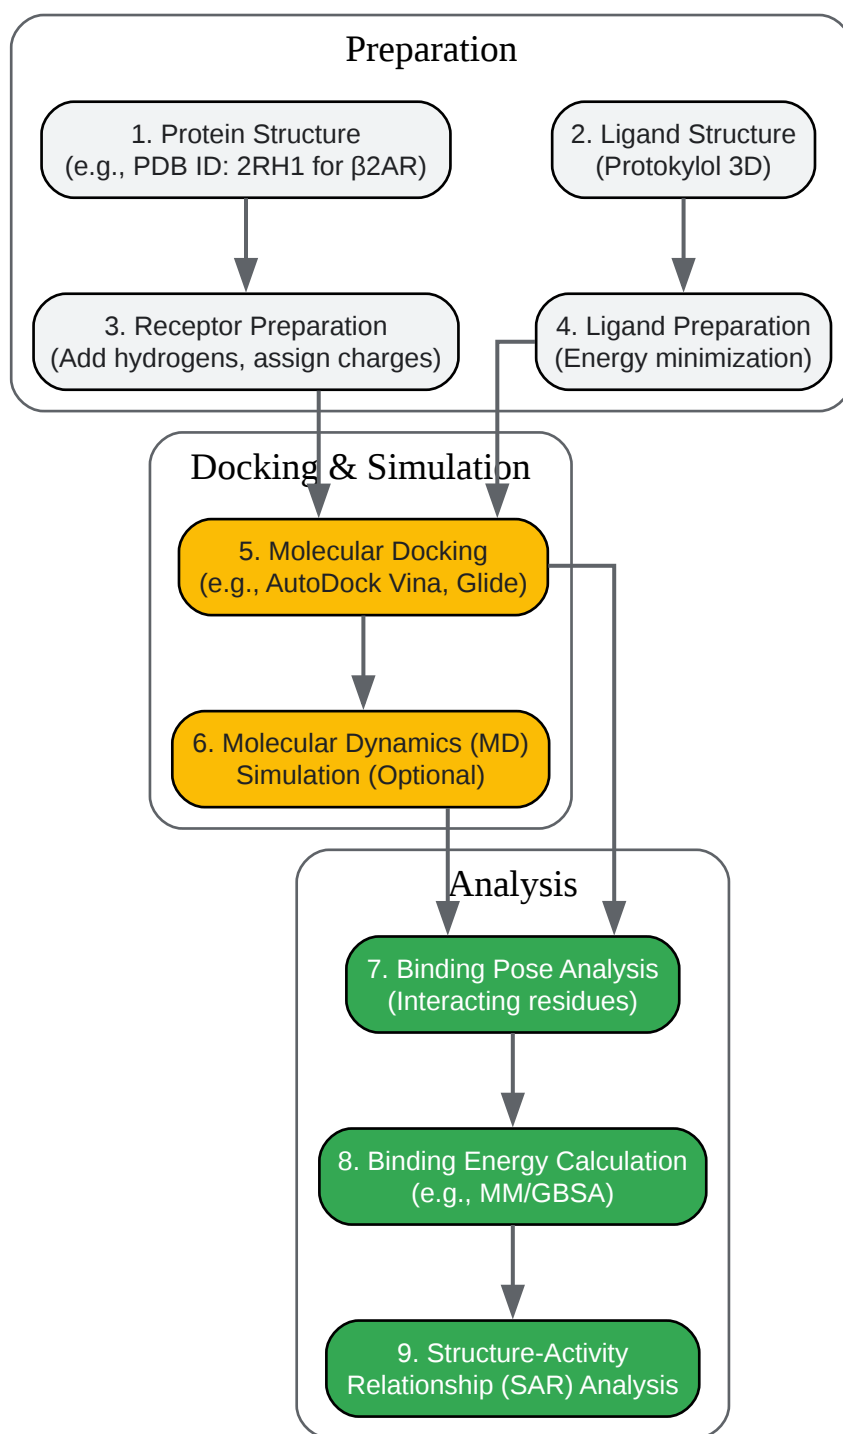 Preparation
1. Protein Structure
(e.g., PDB ID: 2RH1 for β2AR)
2. Ligand Structure
(Protokylol 3D)
3. Receptor Preparation
(Add hydrogens, assign charges)
4. Ligand Preparation
(Energy minimization)
Docking & Simulation
5. Molecular Docking
(e.g., AutoDock Vina, Glide)
6. Molecular Dynamics (MD)
Simulation (Optional)
Analysis
7. Binding Pose Analysis
(Interacting residues)
8. Binding Energy Calculation
(e.g., MM/GBSA)
9. Structure-Activity
Relationship (SAR) Analysis